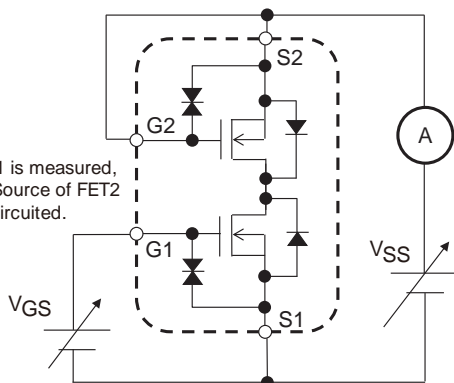 S2
G2
A
1 is measured,
Source of FET2
ircuited.
G1
VSS
VGS
S1